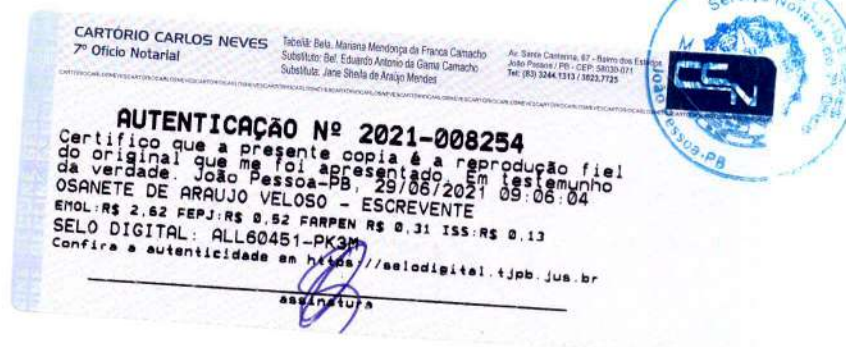 CARTÓRIO CARLOS NEVES
7º Ofício Notarial
Tabeliã: Bela. Mariana Mendonça da Franca Camacho
Substituto: Bel. Eduardo Antonio da Gama Camacho
Substituta: Jane Sheila de Araújo Mendes
Av. Santa Cantarina, 67 - Bairro dos Estados
João Pessoa / PB - CEP: 58030-071
Tel: (83) 3244.1313 / 3023.7725
CSN
João Pessoa-PB
AUTENTICAÇÃO Nº 2021-008254
Certifico que a presente copia é a reprodução fiel
do original que me foi apresentado. Em testemunho
da verdade. João Pessoa-PB, 29/06/2021 09:06:04
OSANETE DE ARAUJO VELOSO - ESCREVENTE
EMOL:R$ 2,62 FEPJ:R$ 0,52 FARPEN R$ 0,31 ISS:R$ 0,13
SELO DIGITAL: ALL60451-PK3M
Confira a autenticidade em https://selodigital.tjpb.jus.br
assinatura